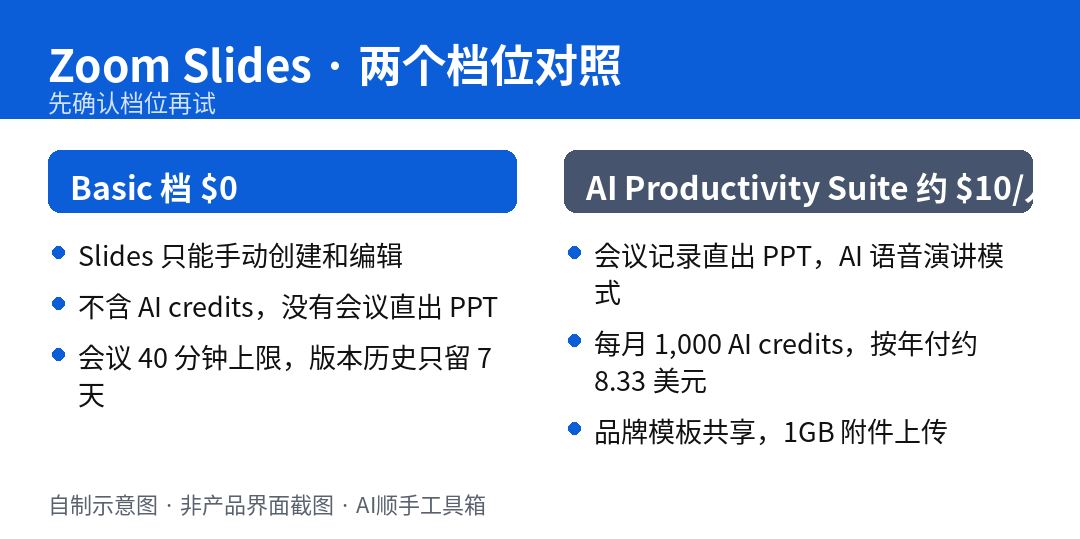 Zoom Slides · 两个档位对照
先确认档位再试
Basic 档 $0
Slides 只能手动创建和编辑
不含 AI credits，没有会议直出 PPT
会议 40 分钟上限，版本历史只留 7
天
AI Productivity Suite 约 $10/
会议记录直出 PPT，AI 语音演讲模
式
每月 1,000 AI credits，按年付约
8.33 美元
品牌模板共享，1GB 附件上传
自制示意图 · 非产品界面截图 · AI顺手工具箱